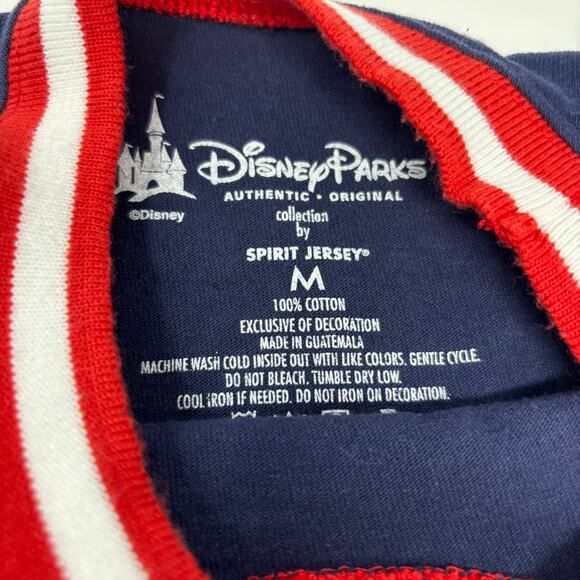 Disney Parks
AUTHENTIC • ORIGINAL
©Disney
collection
by
SPIRIT JERSEY®
M
100% COTTON
EXCLUSIVE OF DECORATION
MADE IN GUATEMALA
MACHINE WASH COLD INSIDE OUT WITH LIKE COLORS. GENTLE CYCLE.
DO NOT BLEACH. TUMBLE DRY LOW.
COOL IRON IF NEEDED. DO NOT IRON ON DECORATION.